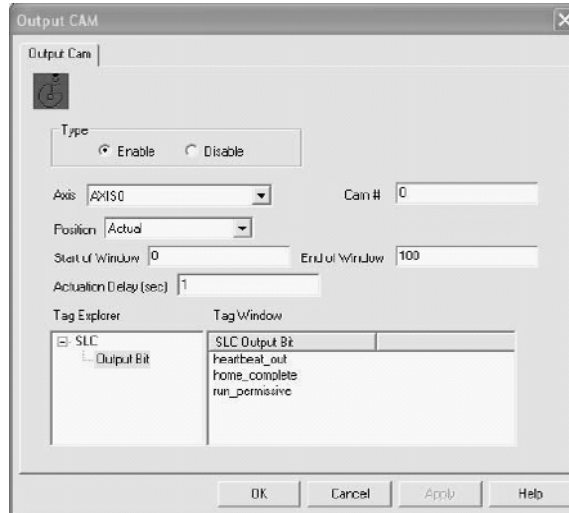 Output CAM
Output Cam
Type
Enable Disable
Axis AXIS0 Cam # 0
Position Actual
Start of Window 0 End of Window 100
Actuation Delay (sec) 1
Tag Explorer Tag Window
SLC SLC Output Bit
Output Bit heartbeat_out
home_complete
run_permissive
OK Cancel Apply Help